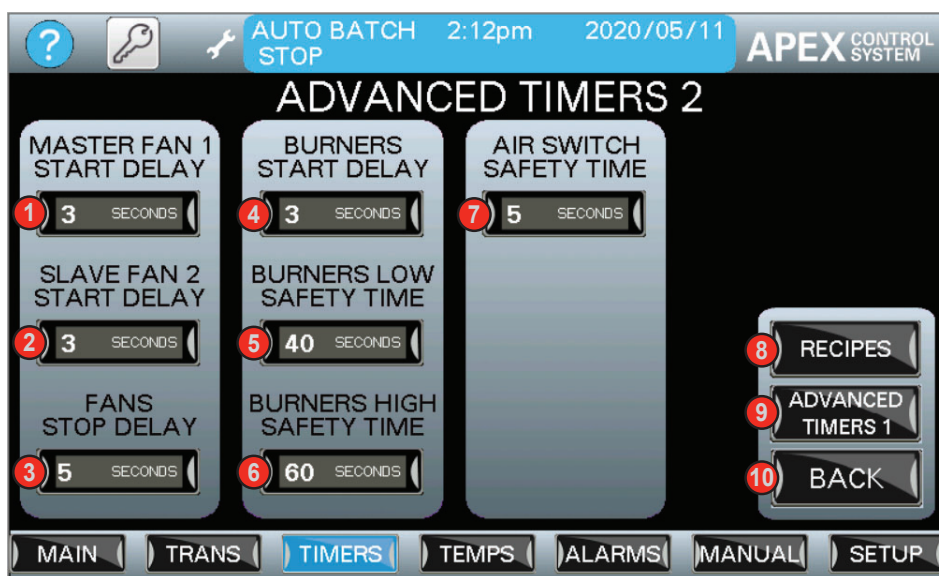 ?
AUTO BATCH 2:12pm 2020/05/11
STOP
APEX CONTROL SYSTEM
ADVANCED TIMERS 2
MASTER FAN 1
START DELAY
1 3 SECONDS
SLAVE FAN 2
START DELAY
2 3 SECONDS
FANS
STOP DELAY
3 5 SECONDS
BURNERS
START DELAY
4 3 SECONDS
BURNERS LOW
SAFETY TIME
5 40 SECONDS
BURNERS HIGH
SAFETY TIME
6 60 SECONDS
AIR SWITCH
SAFETY TIME
7 5 SECONDS
8 RECIPES
9 ADVANCED
TIMERS 1
10 BACK
MAIN TRANS TIMERS TEMPS ALARMS MANUAL SETUP